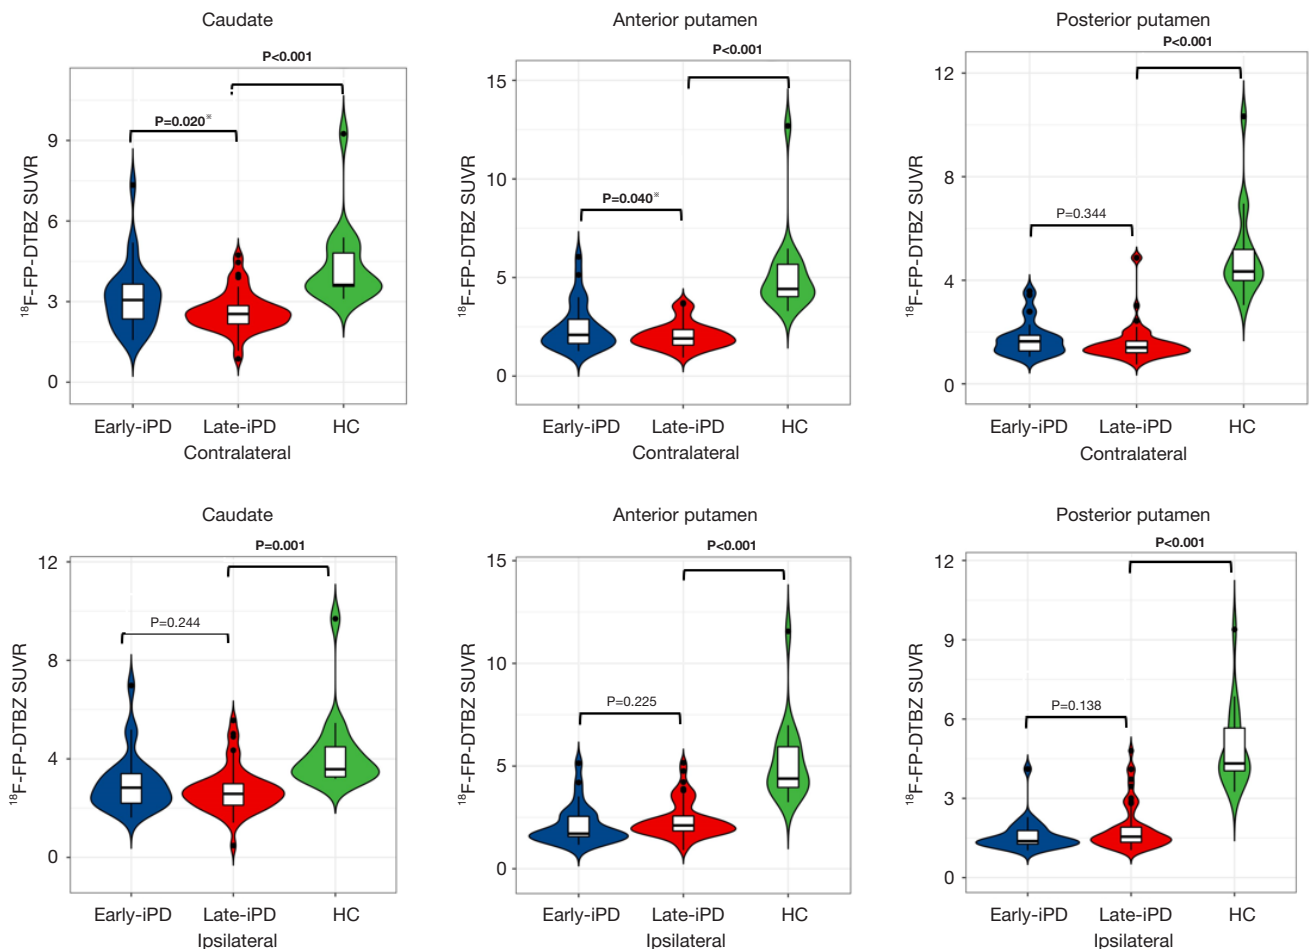 Caudate
P<0.001
P=0.020※
9
6
3
0
¹⁸F-FP-DTBZ SUVR
Early-iPD Late-iPD HC
Contralateral
Anterior putamen
P<0.001
15
P=0.040※
10
5
0
¹⁸F-FP-DTBZ SUVR
Early-iPD Late-iPD HC
Contralateral
Posterior putamen
P<0.001
12
P=0.344
8
4
0
¹⁸F-FP-DTBZ SUVR
Early-iPD Late-iPD HC
Contralateral
Caudate
P=0.001
12
P=0.244
8
4
0
¹⁸F-FP-DTBZ SUVR
Early-iPD Late-iPD HC
Ipsilateral
Anterior putamen
P<0.001
15
P=0.225
10
5
0
¹⁸F-FP-DTBZ SUVR
Early-iPD Late-iPD HC
Ipsilateral
Posterior putamen
P<0.001
12
P=0.138
9
6
3
0
¹⁸F-FP-DTBZ SUVR
Early-iPD Late-iPD HC
Ipsilateral